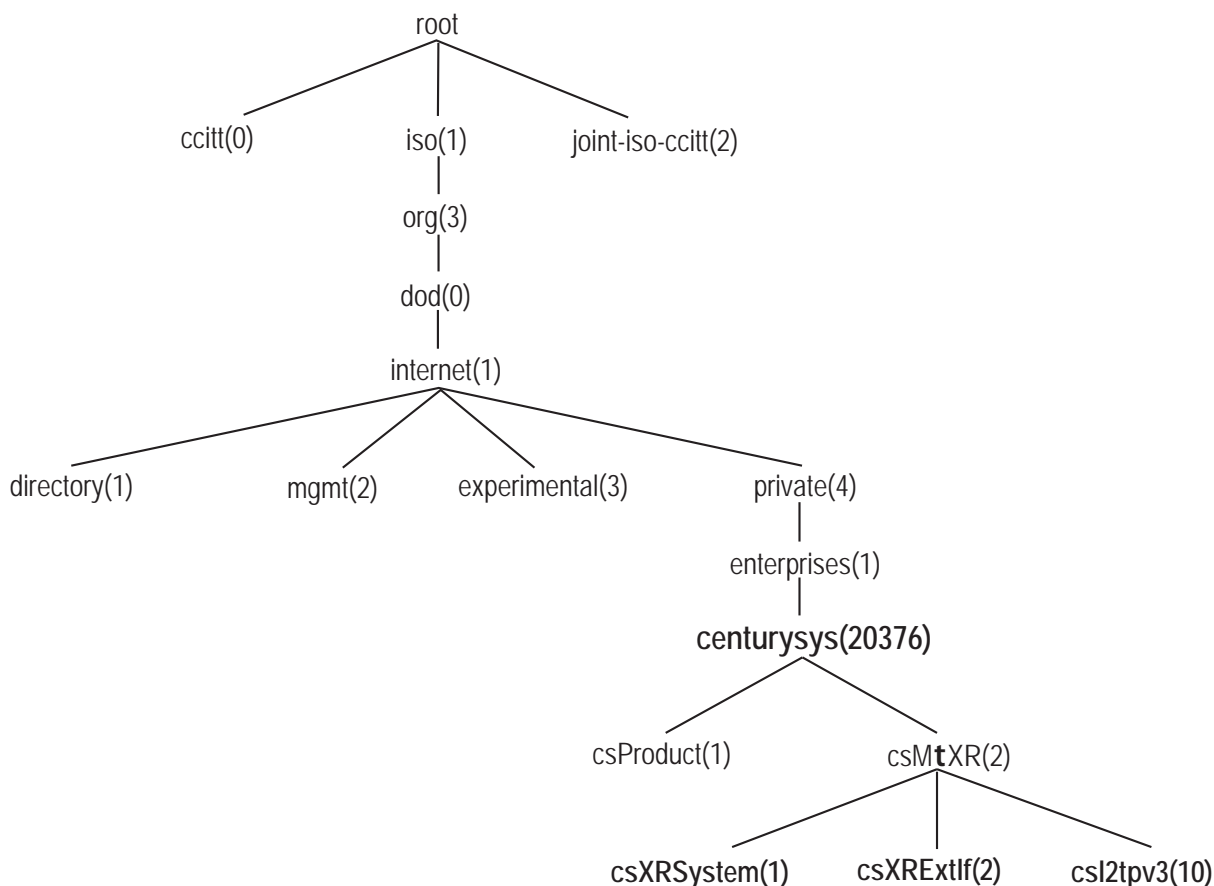 root
ccitt(0) iso(1) joint-iso-ccitt(2)
org(3)
dod(0)
internet(1)
directory(1) mgmt(2) experimental(3) private(4)
enterprises(1)
centurysys(20376)
csProduct(1) csMtXR(2)
csXRSystem(1) csXRExtIf(2) csl2tpv3(10)